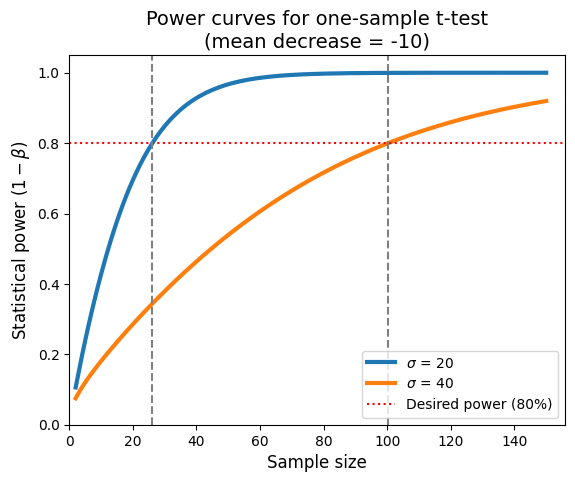 Power curves for one-sample t-test
(mean decrease = -10)
Statistical power (1 − β)
1.0
0.8
0.6
0.4
0.2
0.0
0 20 40 60 80 100 120 140
Sample size
σ = 20
σ = 40
Desired power (80%)